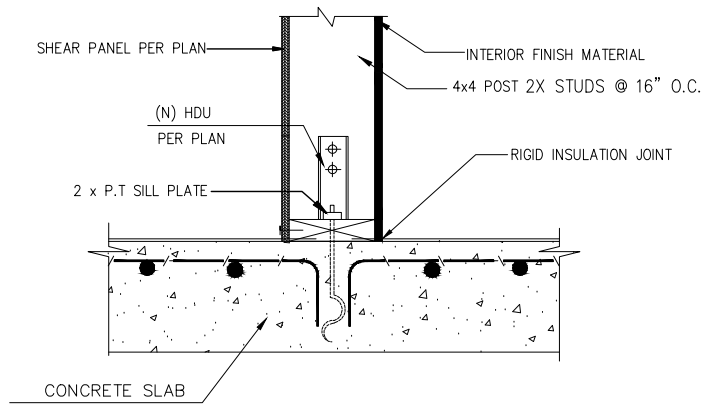 SHEAR PANEL PER PLAN
INTERIOR FINISH MATERIAL
4x4 POST 2X STUDS @ 16” O.C.
(N) HDU
PER PLAN
RIGID INSULATION JOINT
2 x P.T SILL PLATE
CONCRETE SLAB